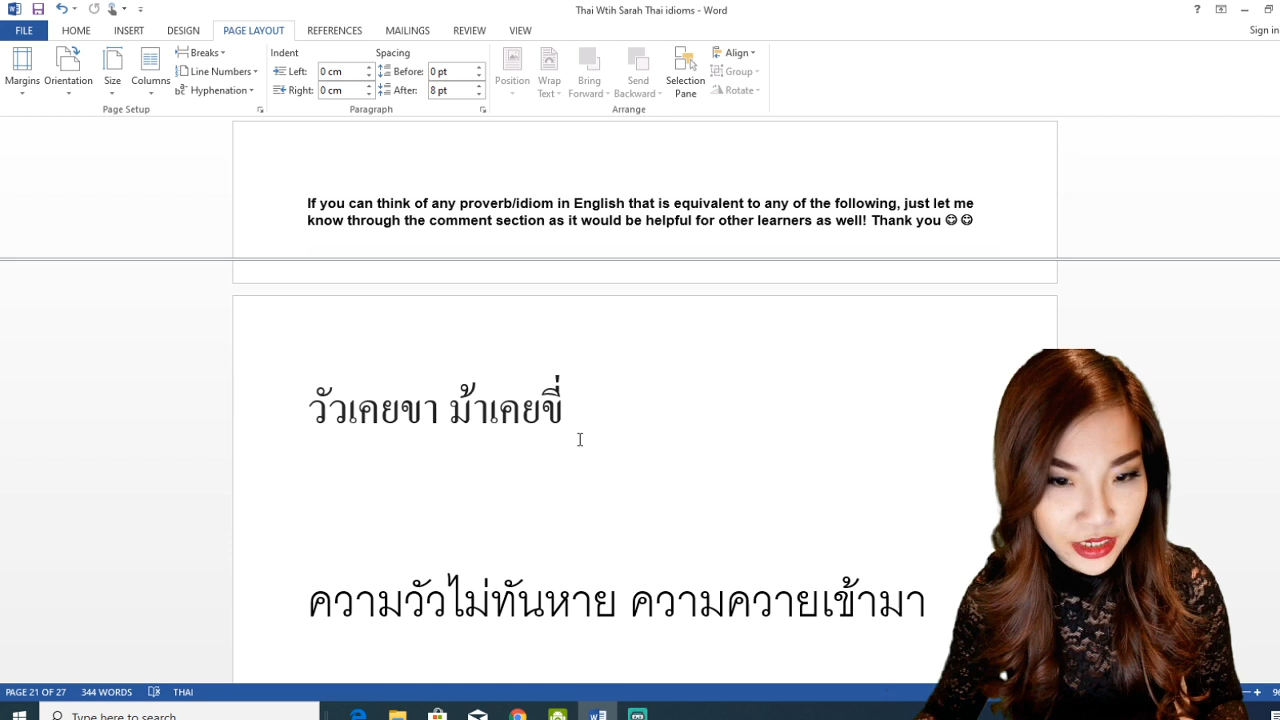 Thai Wtih Sarah Thai idioms - Word
?
Sign in
FILE HOME INSERT DESIGN PAGE LAYOUT REFERENCES MAILINGS REVIEW VIEW
Margins
Orientation
Size
Columns
Breaks
Line Numbers
Hyphenation
Page Setup
Indent
Left: 0 cm
Right: 0 cm
Spacing
Before: 0 pt
After: 8 pt
Paragraph
Position
Wrap
Text
Bring
Forward
Send
Backward
Selection
Pane
Align
Group
Rotate
Arrange
If you can think of any proverb/idiom in English that is equivalent to any of the following, just let me
know through the comment section as it would be helpful for other learners as well! Thank you 😋 😋
วัวเคยขา ม้าเคยขี่
ความวัวไม่ทันหาย ความควายเข้ามา
PAGE 21 OF 27 344 WORDS THAI
Type here to search